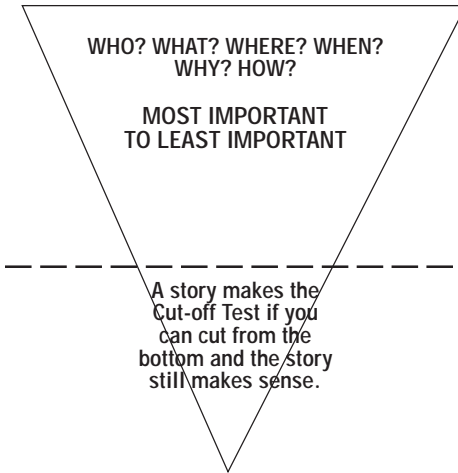 WHO? WHAT? WHERE? WHEN?
WHY? HOW?
MOST IMPORTANT
TO LEAST IMPORTANT
A story makes the
Cut-off Test if you
can cut from the
bottom and the story
still makes sense.